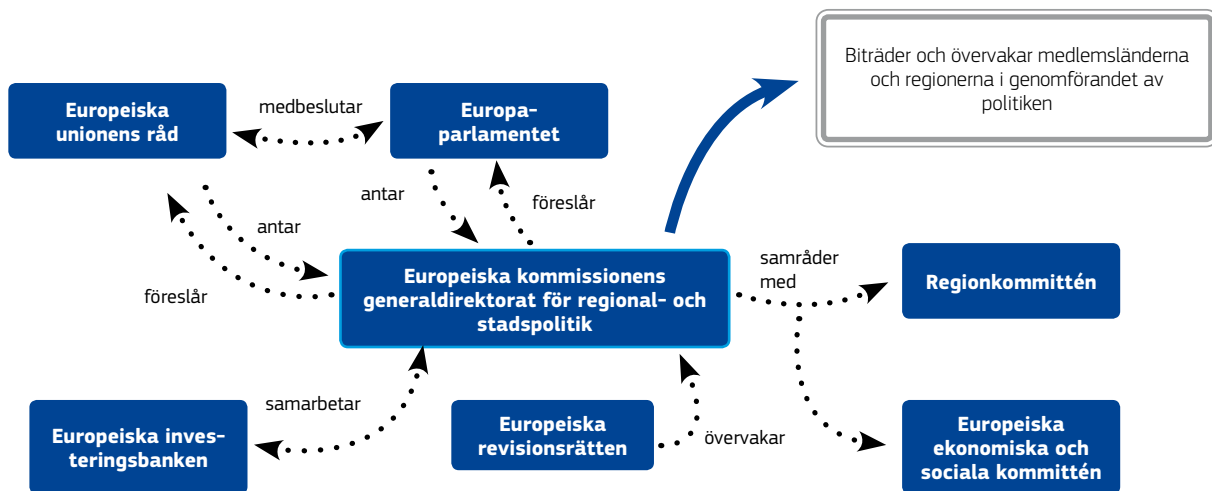 Biträder och övervakar medlemsländerna
och regionerna i genomförandet av
politiken
Europeiska
unionens råd
medbeslutar
Europa-
parlamentet
antar
föreslår
antar
föreslår
Europeiska kommissionens
generaldirektorat för regional- och
stadspolitik
samråder
med
Regionkommittén
samarbetar
Europeiska inves-
teringsbanken
Europeiska
revisionsrätten
övervakar
Europeiska
ekonomiska och
sociala kommittén